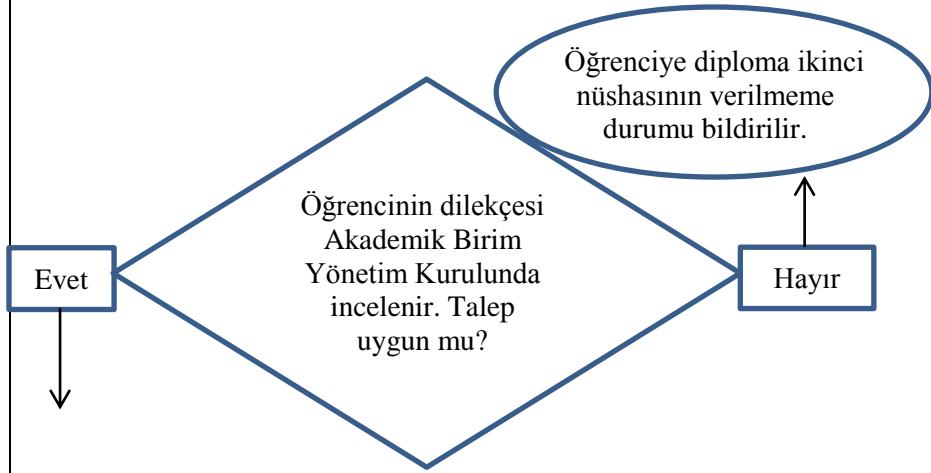 Öğrenciye diploma ikinci
nüshasının verilmeme
durumu bildirilir.
Öğrencinin dilekçesi
Akademik Birim
Yönetim Kurulunda
incelenir. Talep
uygun mu?
Evet
Hayır